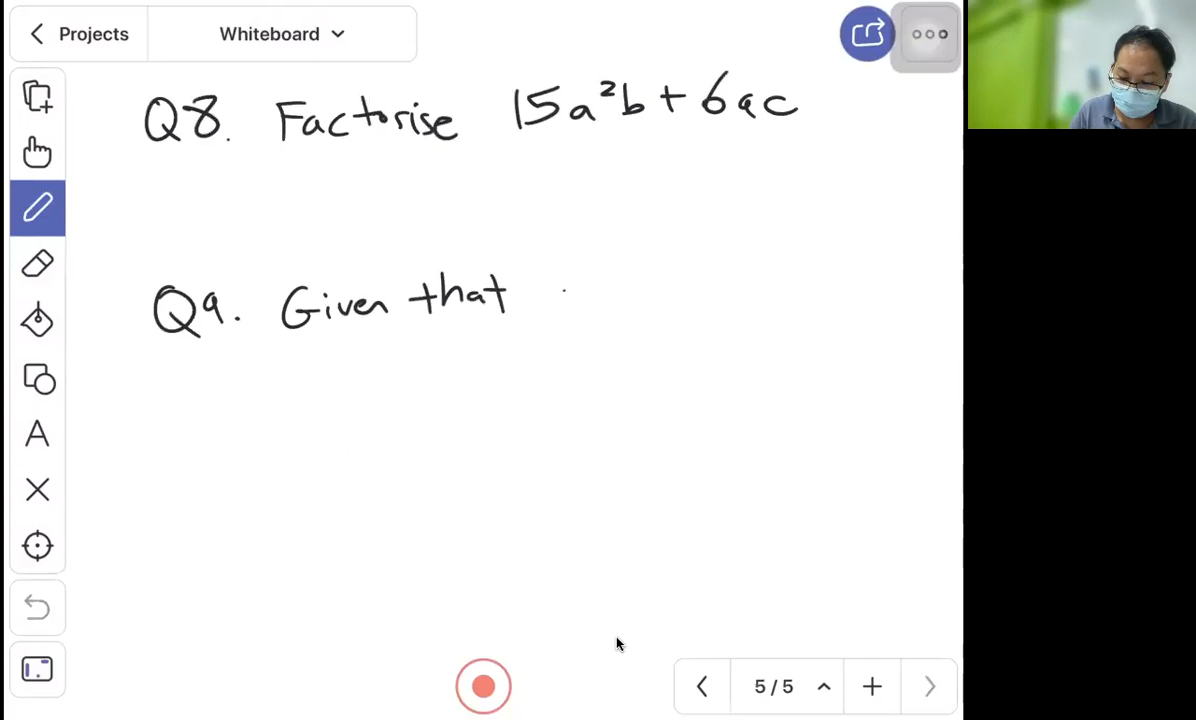 Projects
Whiteboard
Q8. Factorise 15a²b + 6ac
Q9. Given that
A
5 / 5